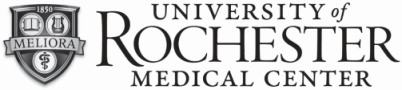 1850
MELIORA
UNIVERSITY of
ROCHESTER
MEDICAL CENTER